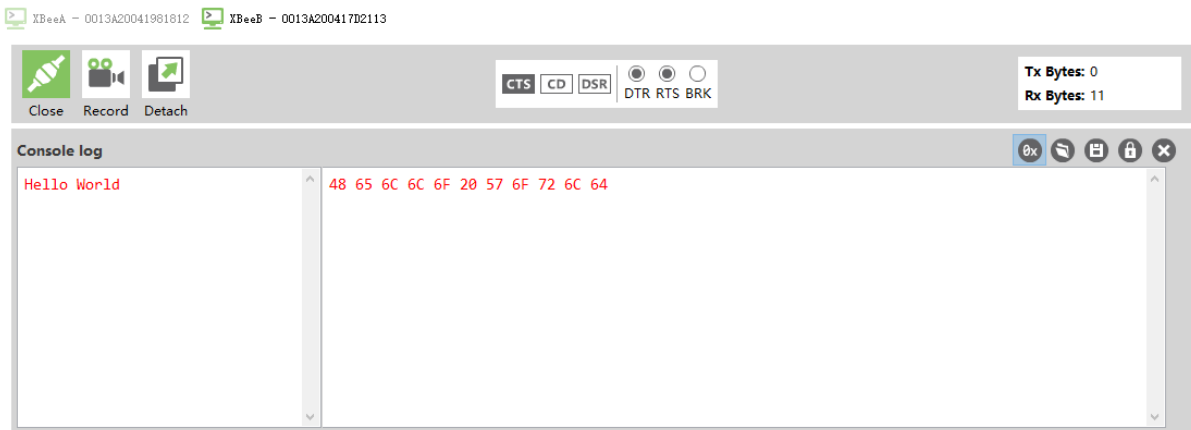 XBeeA - 0013A20041981812 XBeeB - 0013A200417D2113
Close Record Detach
CTS CD DSR DTR RTS BRK
Tx Bytes: 0
Rx Bytes: 11
Console log
0x
Hello World
48 65 6C 6C 6F 20 57 6F 72 6C 64